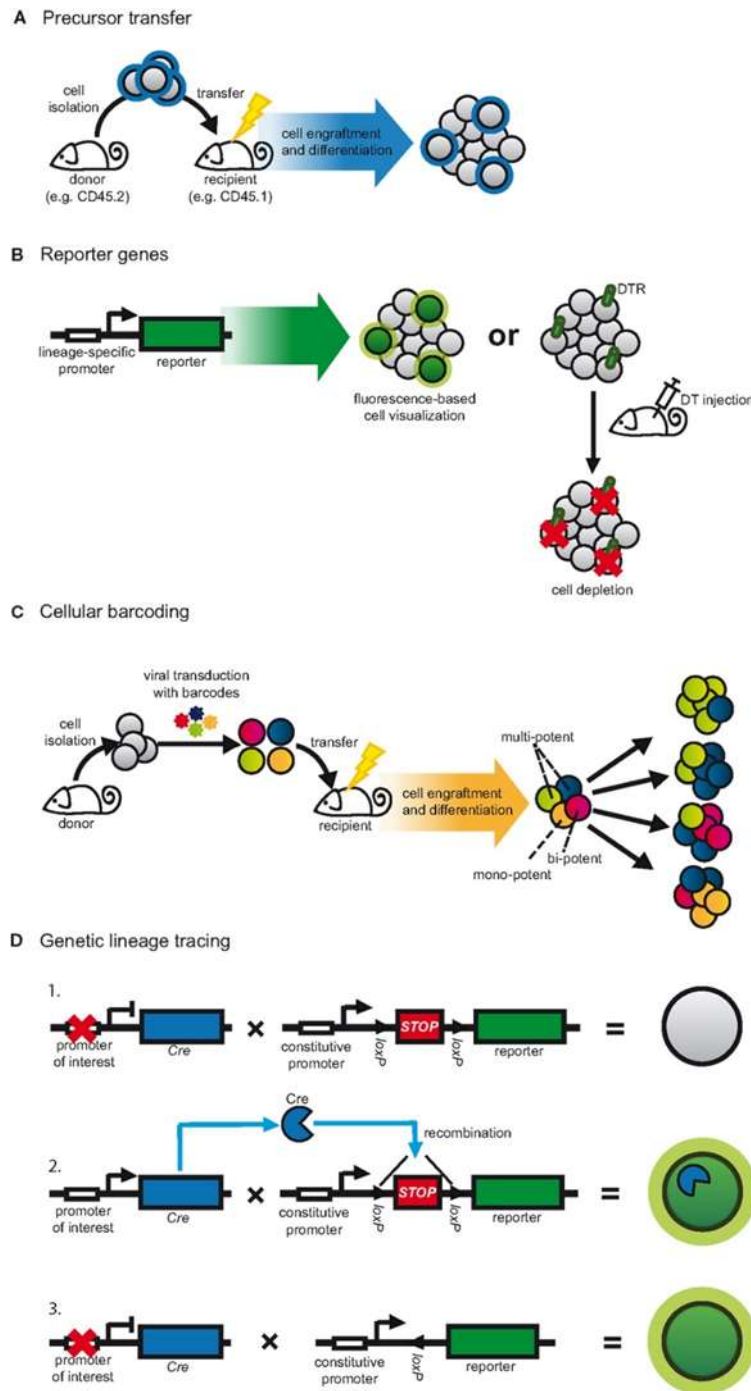 A Precursor transfer
cell
isolation
transfer
cell engraftment
and differentiation
donor
(e.g. CD45.2)
recipient
(e.g. CD45.1)
B Reporter genes
lineage-specific
promoter
reporter
fluorescence-based
cell visualization
or
DTR
DT injection
cell depletion
C Cellular barcoding
viral transduction
with barcodes
cell
isolation
transfer
donor
recipient
cell engraftment
and differentiation
multi-potent
bi-potent
mono-potent
D Genetic lineage tracing
1.
promoter
of interest
Cre
×
constitutive
promoter
loxP
STOP
loxP
reporter
=
Cre
recombination
2.
promoter
of interest
Cre
×
constitutive
promoter
loxP
STOP
loxP
reporter
=
3.
promoter
of interest
Cre
×
constitutive
promoter
loxP
reporter
=